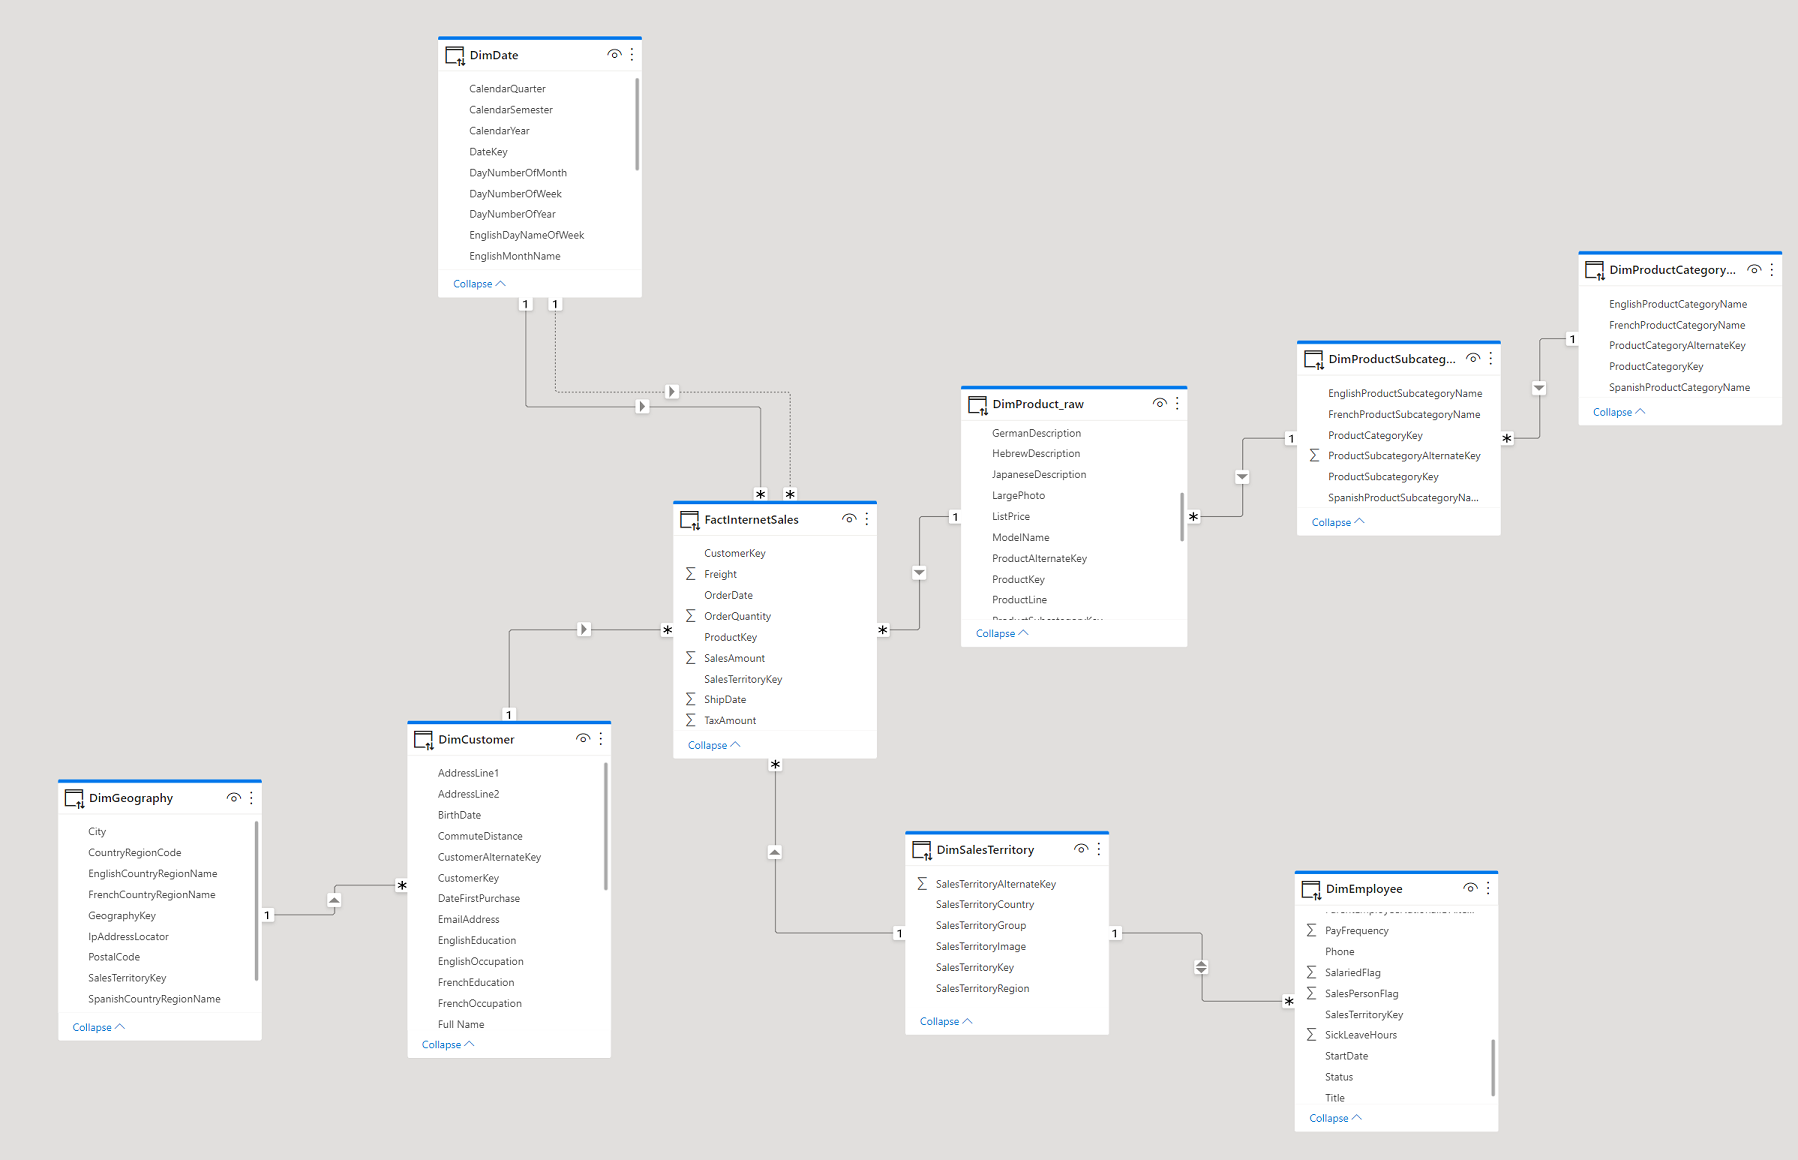 DimDate
CalendarQuarter
CalendarSemester
CalendarYear
DateKey
DayNumberOfMonth
DayNumberOfWeek
DayNumberOfYear
EnglishDayNameOfWeek
EnglishMonthName
Collapse
1 1
* *
FactInternetSales
CustomerKey
Freight
OrderDate
OrderQuantity
ProductKey
SalesAmount
SalesTerritoryKey
ShipDate
TaxAmount
Collapse
*
*
*
1
DimProduct_raw
GermanDescription
HebrewDescription
JapaneseDescription
LargePhoto
ListPrice
ModelName
ProductAlternateKey
ProductKey
ProductLine
ProductSubcategoryKey
Collapse
*
1
DimProductSubcateg...
EnglishProductSubcategoryName
FrenchProductSubcategoryName
ProductCategoryKey
ProductSubcategoryAlternateKey
ProductSubcategoryKey
SpanishProductSubcategoryNa...
Collapse
*
1
DimProductCategory...
EnglishProductCategoryName
FrenchProductCategoryName
ProductCategoryAlternateKey
ProductCategoryKey
SpanishProductCategoryName
Collapse
1
DimCustomer
AddressLine1
AddressLine2
BirthDate
CommuteDistance
CustomerAlternateKey
CustomerKey
DateFirstPurchase
EmailAddress
EnglishEducation
EnglishOccupation
FrenchEducation
FrenchOccupation
Full Name
Collapse
*
1
DimGeography
City
CountryRegionCode
EnglishCountryRegionName
FrenchCountryRegionName
GeographyKey
IpAddressLocator
PostalCode
SalesTerritoryKey
SpanishCountryRegionName
Collapse
1
DimSalesTerritory
SalesTerritoryAlternateKey
SalesTerritoryCountry
SalesTerritoryGroup
SalesTerritoryImage
SalesTerritoryKey
SalesTerritoryRegion
Collapse
1
*
DimEmployee
PayFrequency
Phone
SalariedFlag
SalesPersonFlag
SalesTerritoryKey
SickLeaveHours
StartDate
Status
Title
Collapse